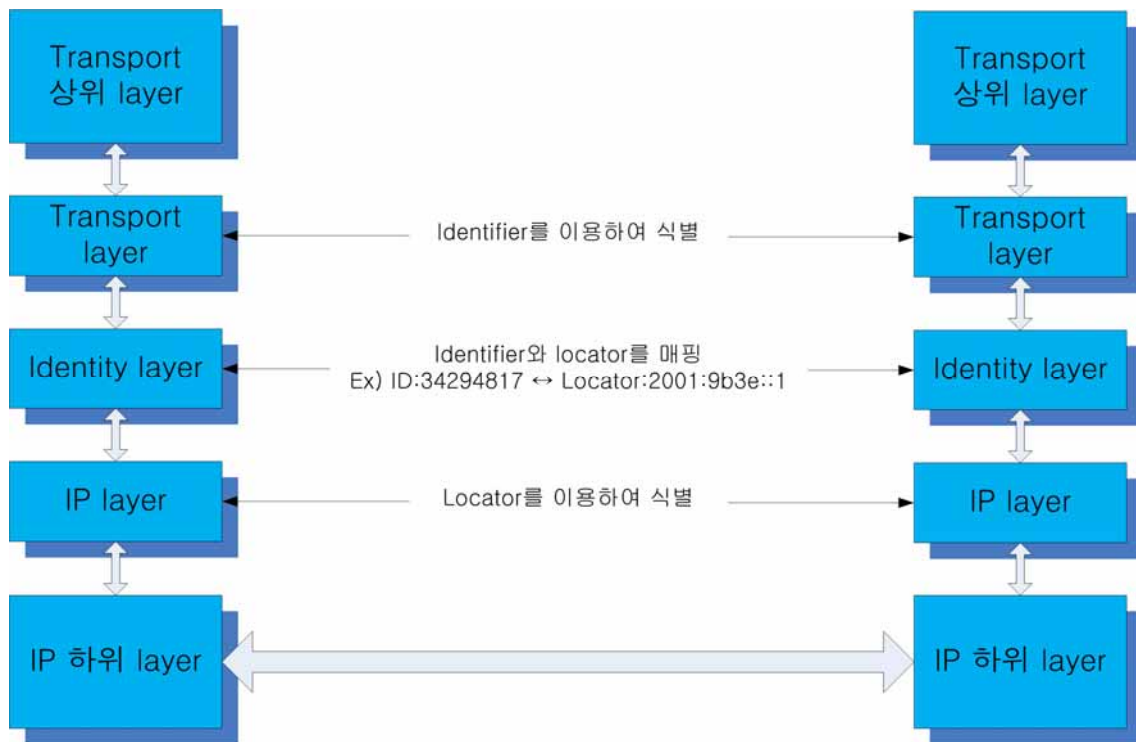 Transport
상위 layer
Transport
상위 layer
Transport
layer
Identifier를 이용하여 식별
Transport
layer
Identity layer
Identifier와 locator를 매핑
Ex) ID:34294817 ↔ Locator:2001:9b3e::1
Identity layer
IP layer
Locator를 이용하여 식별
IP layer
IP 하위 layer
IP 하위 layer